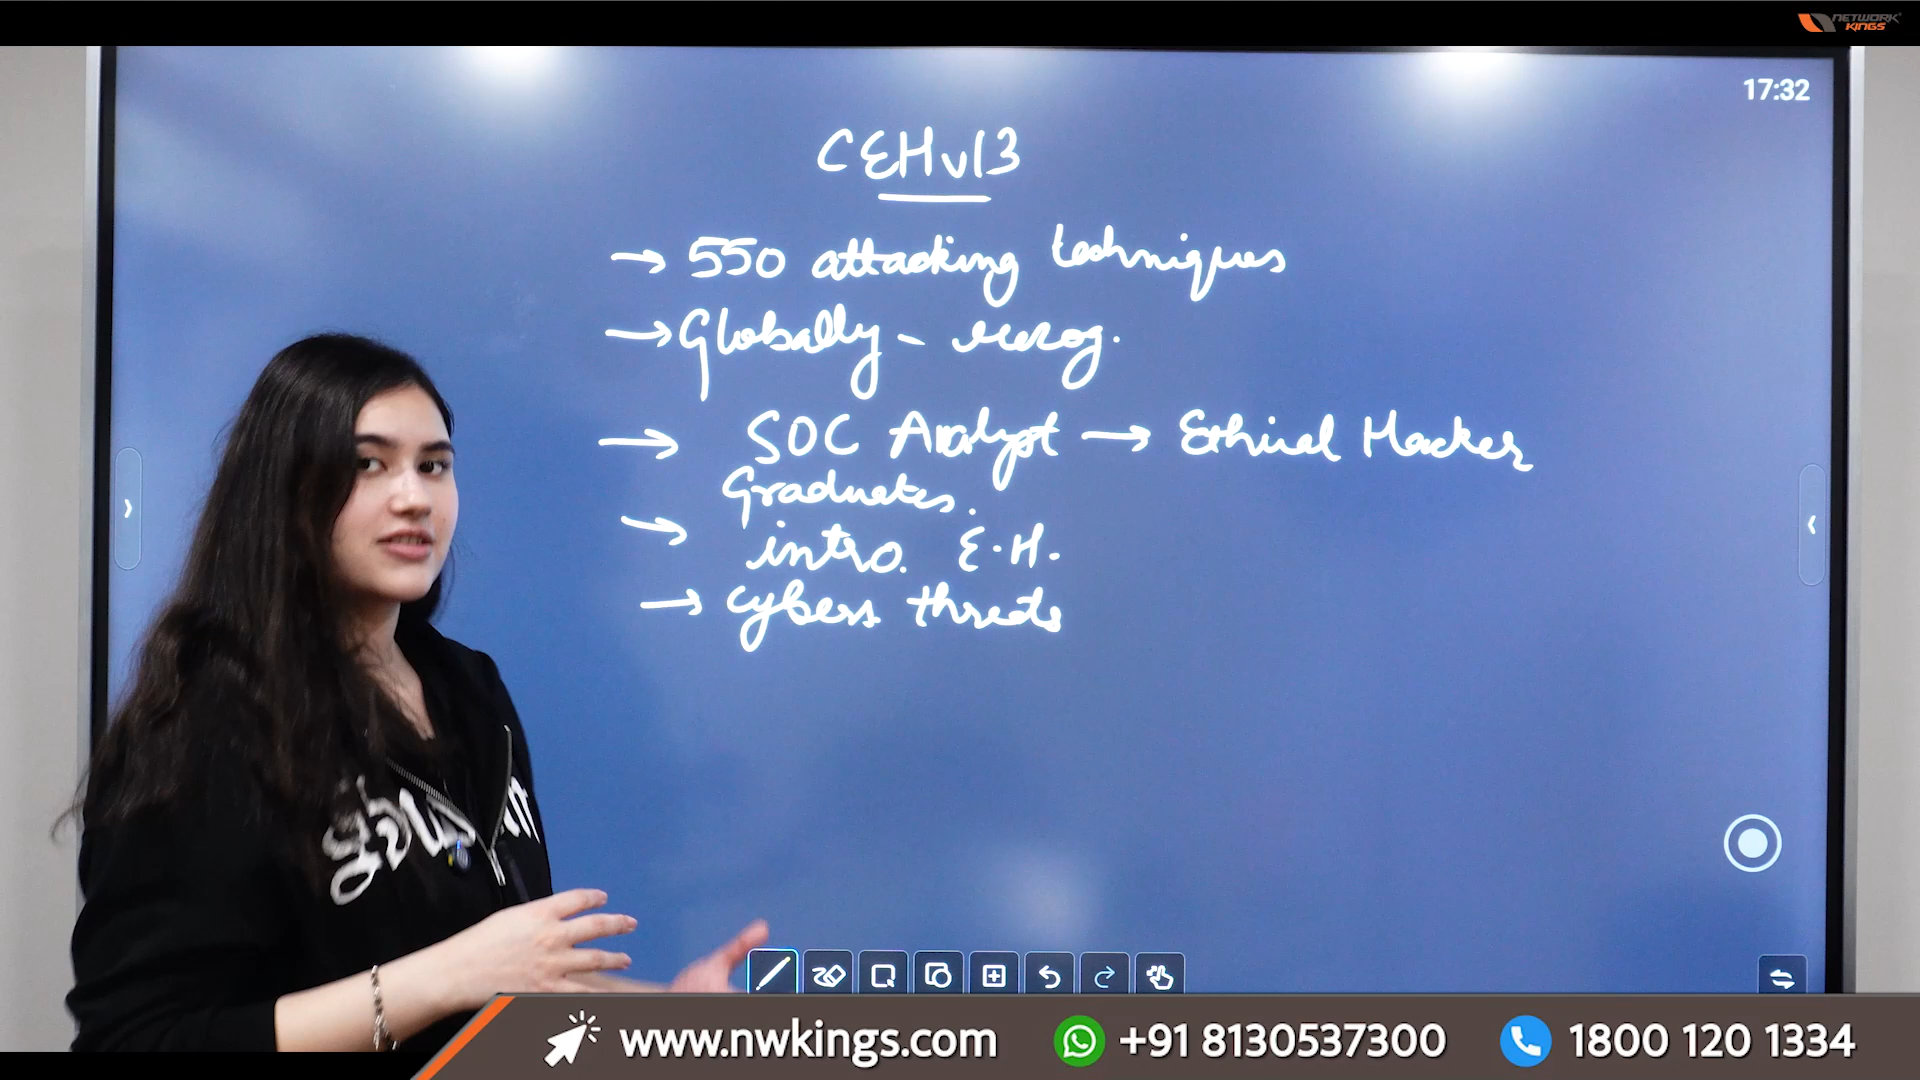 NETWORK
KINGS
17:32
CEHv13
→ 550 attacking techniques
→ Globally - recog.
→ SOC Analyst → Ethical Hacker
Graduates.
→ intro. E.H.
→ cybers threats
www.nwkings.com +91 8130537300 1800 120 1334